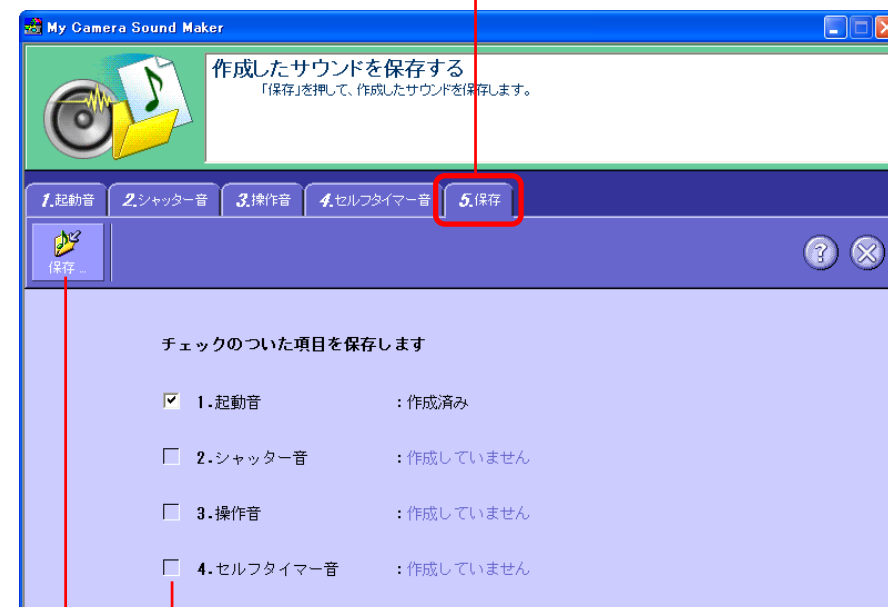 My Camera Sound Maker
作成したサウンドを保存する
「保存」を押して、作成したサウンドを保存します。
1.起動音 2.シャッター音 3.操作音 4.セルフタイマー音 5.保存
保存...
チェックのついた項目を保存します
1.起動音 :作成済み
2.シャッター音 :作成していません
3.操作音 :作成していません
4.セルフタイマー音 :作成していません